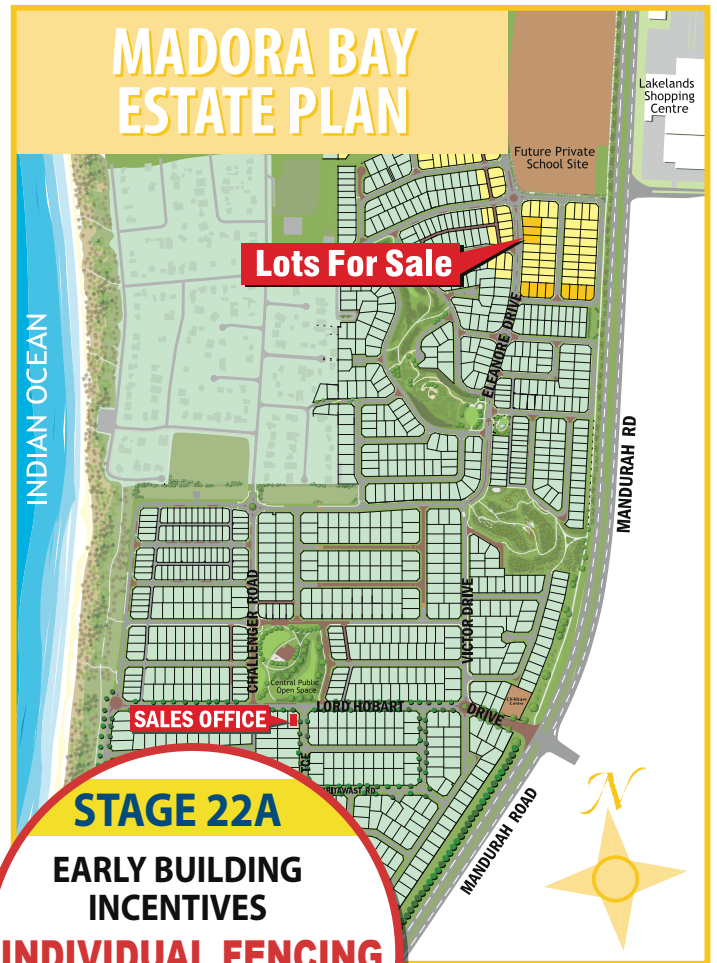 MADORA BAY
ESTATE PLAN
Lakelands
Shopping
Centre
Future Private
School Site
Lots For Sale
INDIAN OCEAN
ELEANORE DRIVE
MANDURAH RD
CHALLENGER ROAD
VICTOR DRIVE
Central Public
Open Space
Childcare
Centre
LORD HOBART
DRIVE
SALES OFFICE
MANDURAH ROAD
N
STAGE 22A
EARLY BUILDING
INCENTIVES
INDIVIDUAL FENCING